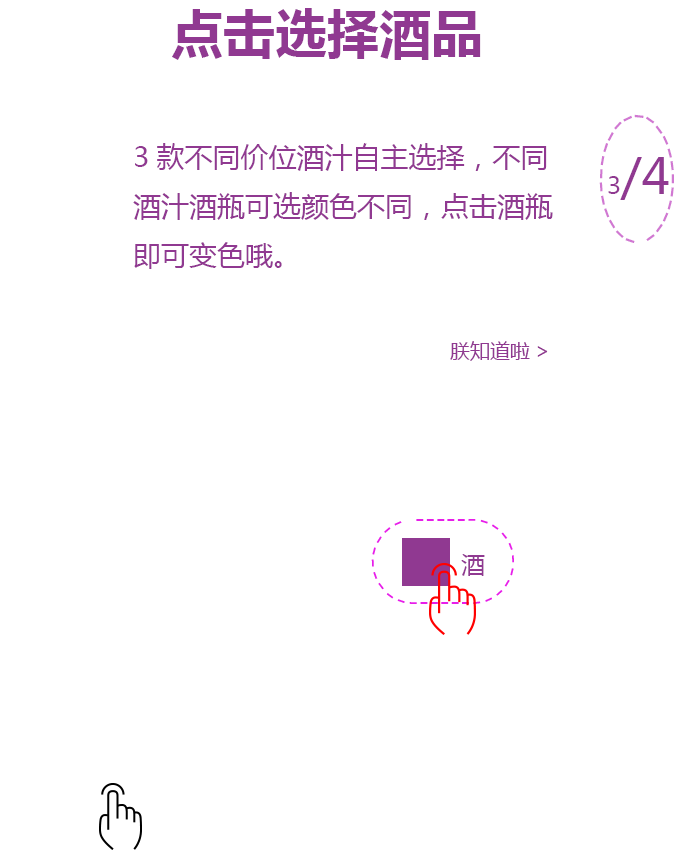 点击选择酒品
3 款不同价位酒汁自主选择，不同
酒汁酒瓶可选颜色不同，点击酒瓶
即可变色哦。
3/4
朕知道啦 >
酒